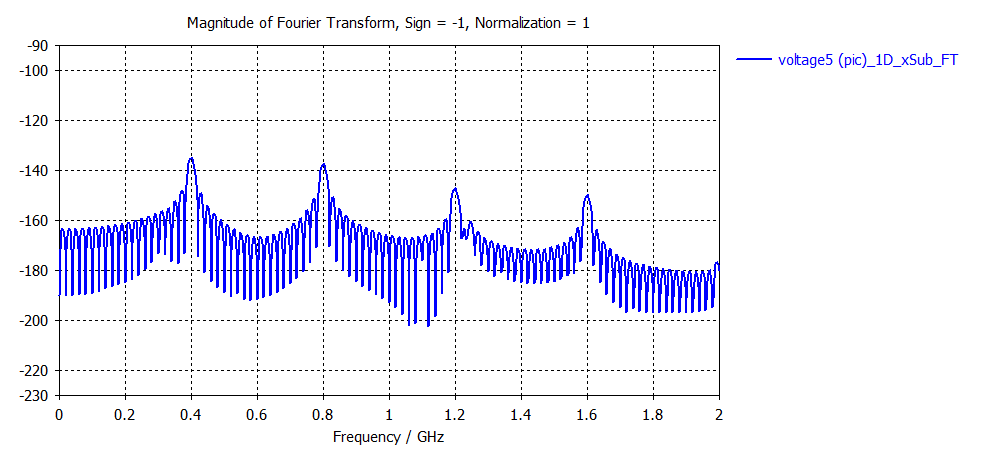 Magnitude of Fourier Transform, Sign = -1, Normalization = 1
-90
-100
-120
-140
-160
-180
-200
-220
-230
0 0.2 0.4 0.6 0.8 1 1.2 1.4 1.6 1.8 2
Frequency / GHz
voltage5 (pic)_1D_xSub_FT